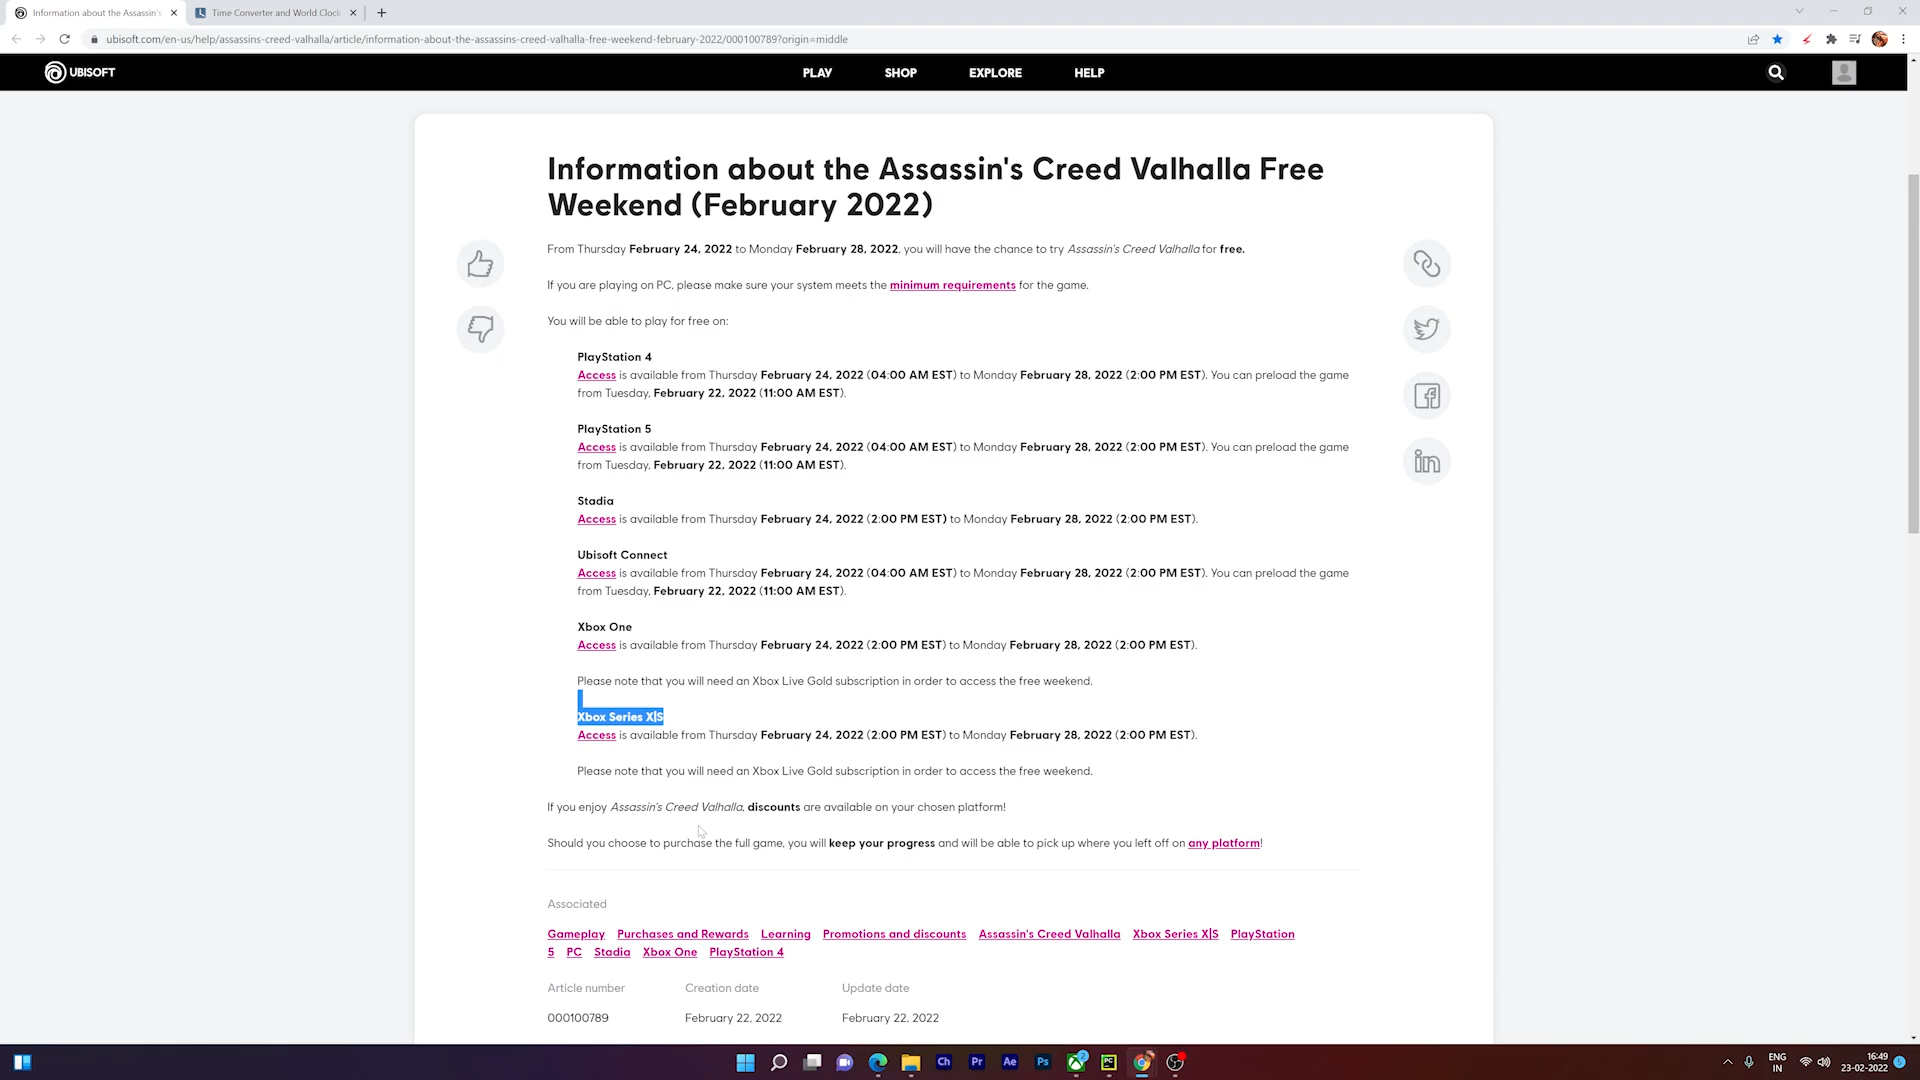 Information about the Assassin's
Time Converter and World Clock
ubisoft.com/en-us/help/assassins-creed-valhalla/article/information-about-the-assassins-creed-valhalla-free-weekend-february-2022/000100789?origin=middle
UBISOFT
PLAY
SHOP
EXPLORE
HELP
Information about the Assassin's Creed Valhalla Free
Weekend (February 2022)
From Thursday February 24, 2022 to Monday February 28, 2022, you will have the chance to try Assassin's Creed Valhalla for free.
If you are playing on PC, please make sure your system meets the minimum requirements for the game.
You will be able to play for free on:
PlayStation 4
Access is available from Thursday February 24, 2022 (04:00 AM EST) to Monday February 28, 2022 (2:00 PM EST). You can preload the game
from Tuesday, February 22, 2022 (11:00 AM EST).
PlayStation 5
Access is available from Thursday February 24, 2022 (04:00 AM EST) to Monday February 28, 2022 (2:00 PM EST). You can preload the game
from Tuesday, February 22, 2022 (11:00 AM EST).
Stadia
Access is available from Thursday February 24, 2022 (2:00 PM EST) to Monday February 28, 2022 (2:00 PM EST).
Ubisoft Connect
Access is available from Thursday February 24, 2022 (04:00 AM EST) to Monday February 28, 2022 (2:00 PM EST). You can preload the game
from Tuesday, February 22, 2022 (11:00 AM EST).
Xbox One
Access is available from Thursday February 24, 2022 (2:00 PM EST) to Monday February 28, 2022 (2:00 PM EST).
Please note that you will need an Xbox Live Gold subscription in order to access the free weekend.
Xbox Series X|S
Access is available from Thursday February 24, 2022 (2:00 PM EST) to Monday February 28, 2022 (2:00 PM EST).
Please note that you will need an Xbox Live Gold subscription in order to access the free weekend.
If you enjoy Assassin's Creed Valhalla, discounts are available on your chosen platform!
Should you choose to purchase the full game, you will keep your progress and will be able to pick up where you left off on any platform!
Associated
Gameplay Purchases and Rewards Learning Promotions and discounts Assassin's Creed Valhalla Xbox Series X|S PlayStation
5 PC Stadia Xbox One PlayStation 4
Article number Creation date Update date
000100789 February 22, 2022 February 22, 2022
Ch Pr Ae Ps 2 PC
ENG
IN
16:49
23-02-2022
5